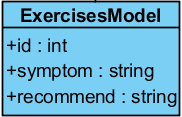 ExercisesModel
+id : int
+symptom : string
+recommend : string